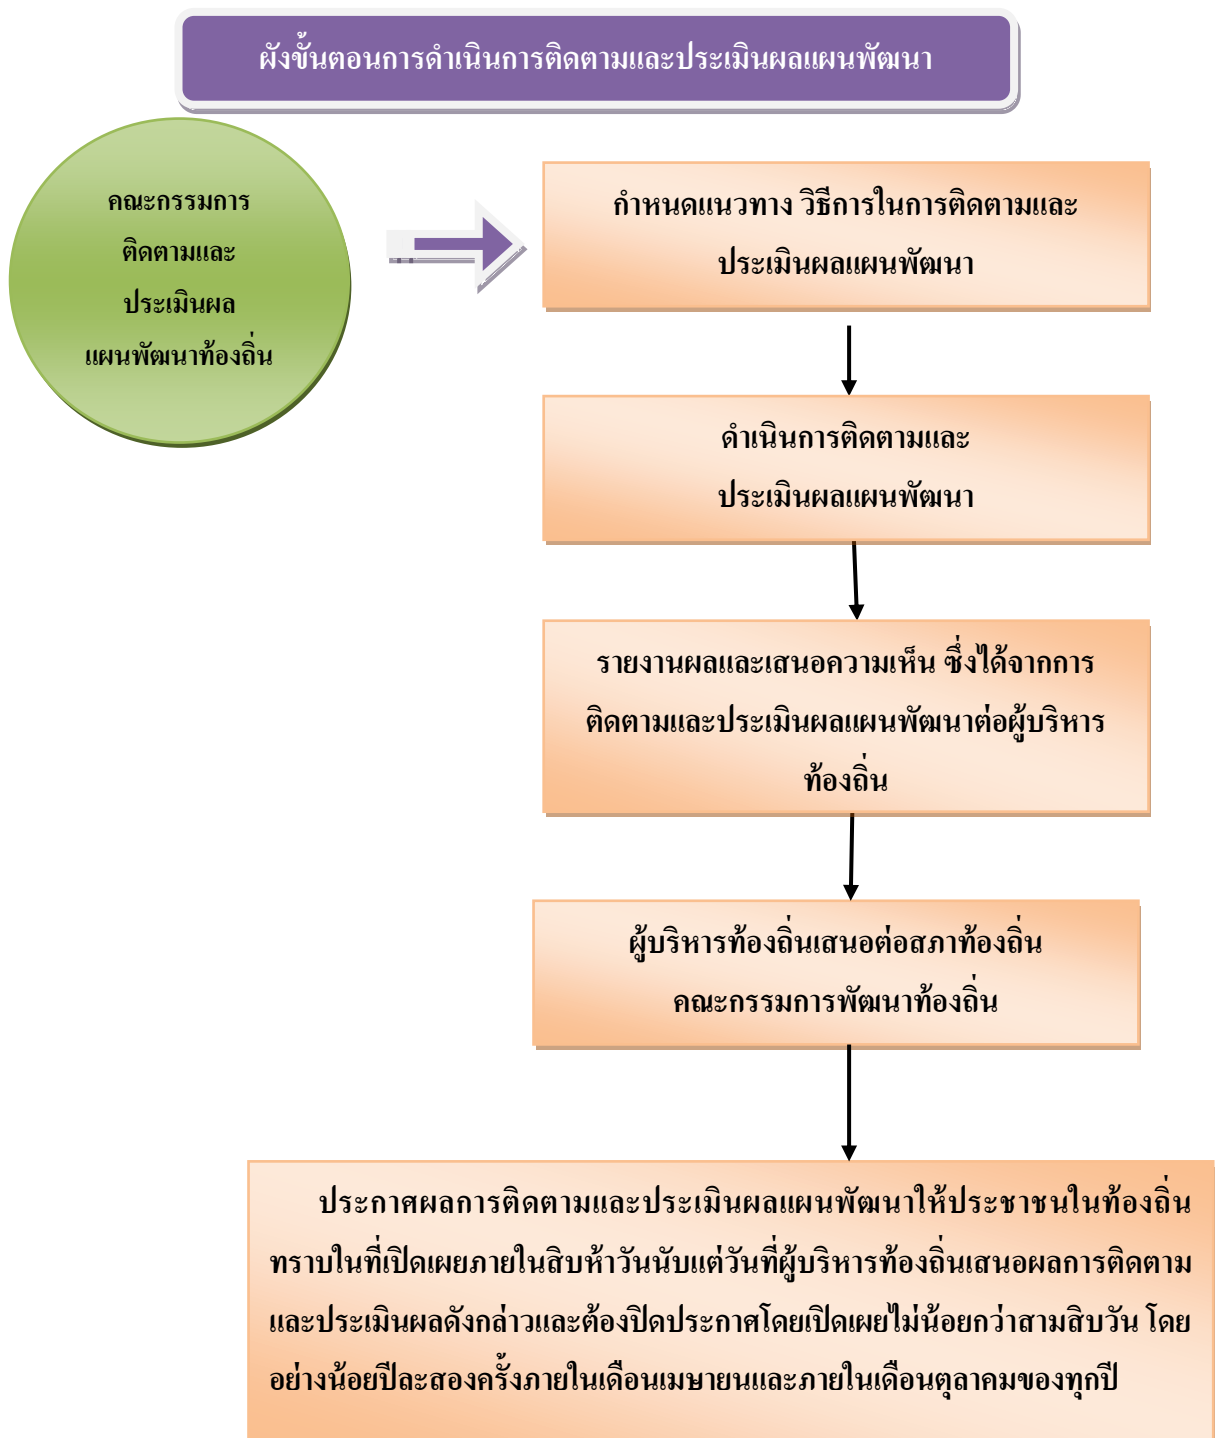 ผังขั้นตอนการดำเนินการติดตามและประเมินผลแผนพัฒนา
คณะกรรมการ
ติดตามและ
ประเมินผล
แผนพัฒนาท้องถิ่น
กำหนดแนวทาง วิธีการในการติดตามและ
ประเมินผลแผนพัฒนา
ดำเนินการติดตามและ
ประเมินผลแผนพัฒนา
รายงานผลและเสนอความเห็น ซึ่งได้จากการ
ติดตามและประเมินผลแผนพัฒนาต่อผู้บริหาร
ท้องถิ่น
ผู้บริหารท้องถิ่นเสนอต่อสภาท้องถิ่น
คณะกรรมการพัฒนาท้องถิ่น
ประกาศผลการติดตามและประเมินผลแผนพัฒนาให้ประชาชนในท้องถิ่น
ทราบในที่เปิดเผยภายในสิบห้าวันนับแต่วันที่ผู้บริหารท้องถิ่นเสนอผลการติดตาม
และประเมินผลดังกล่าวและต้องปิดประกาศโดยเปิดเผยไม่น้อยกว่าสามสิบวัน โดย
อย่างน้อยปีละสองครั้งภายในเดือนเมษายนและภายในเดือนตุลาคมของทุกปี